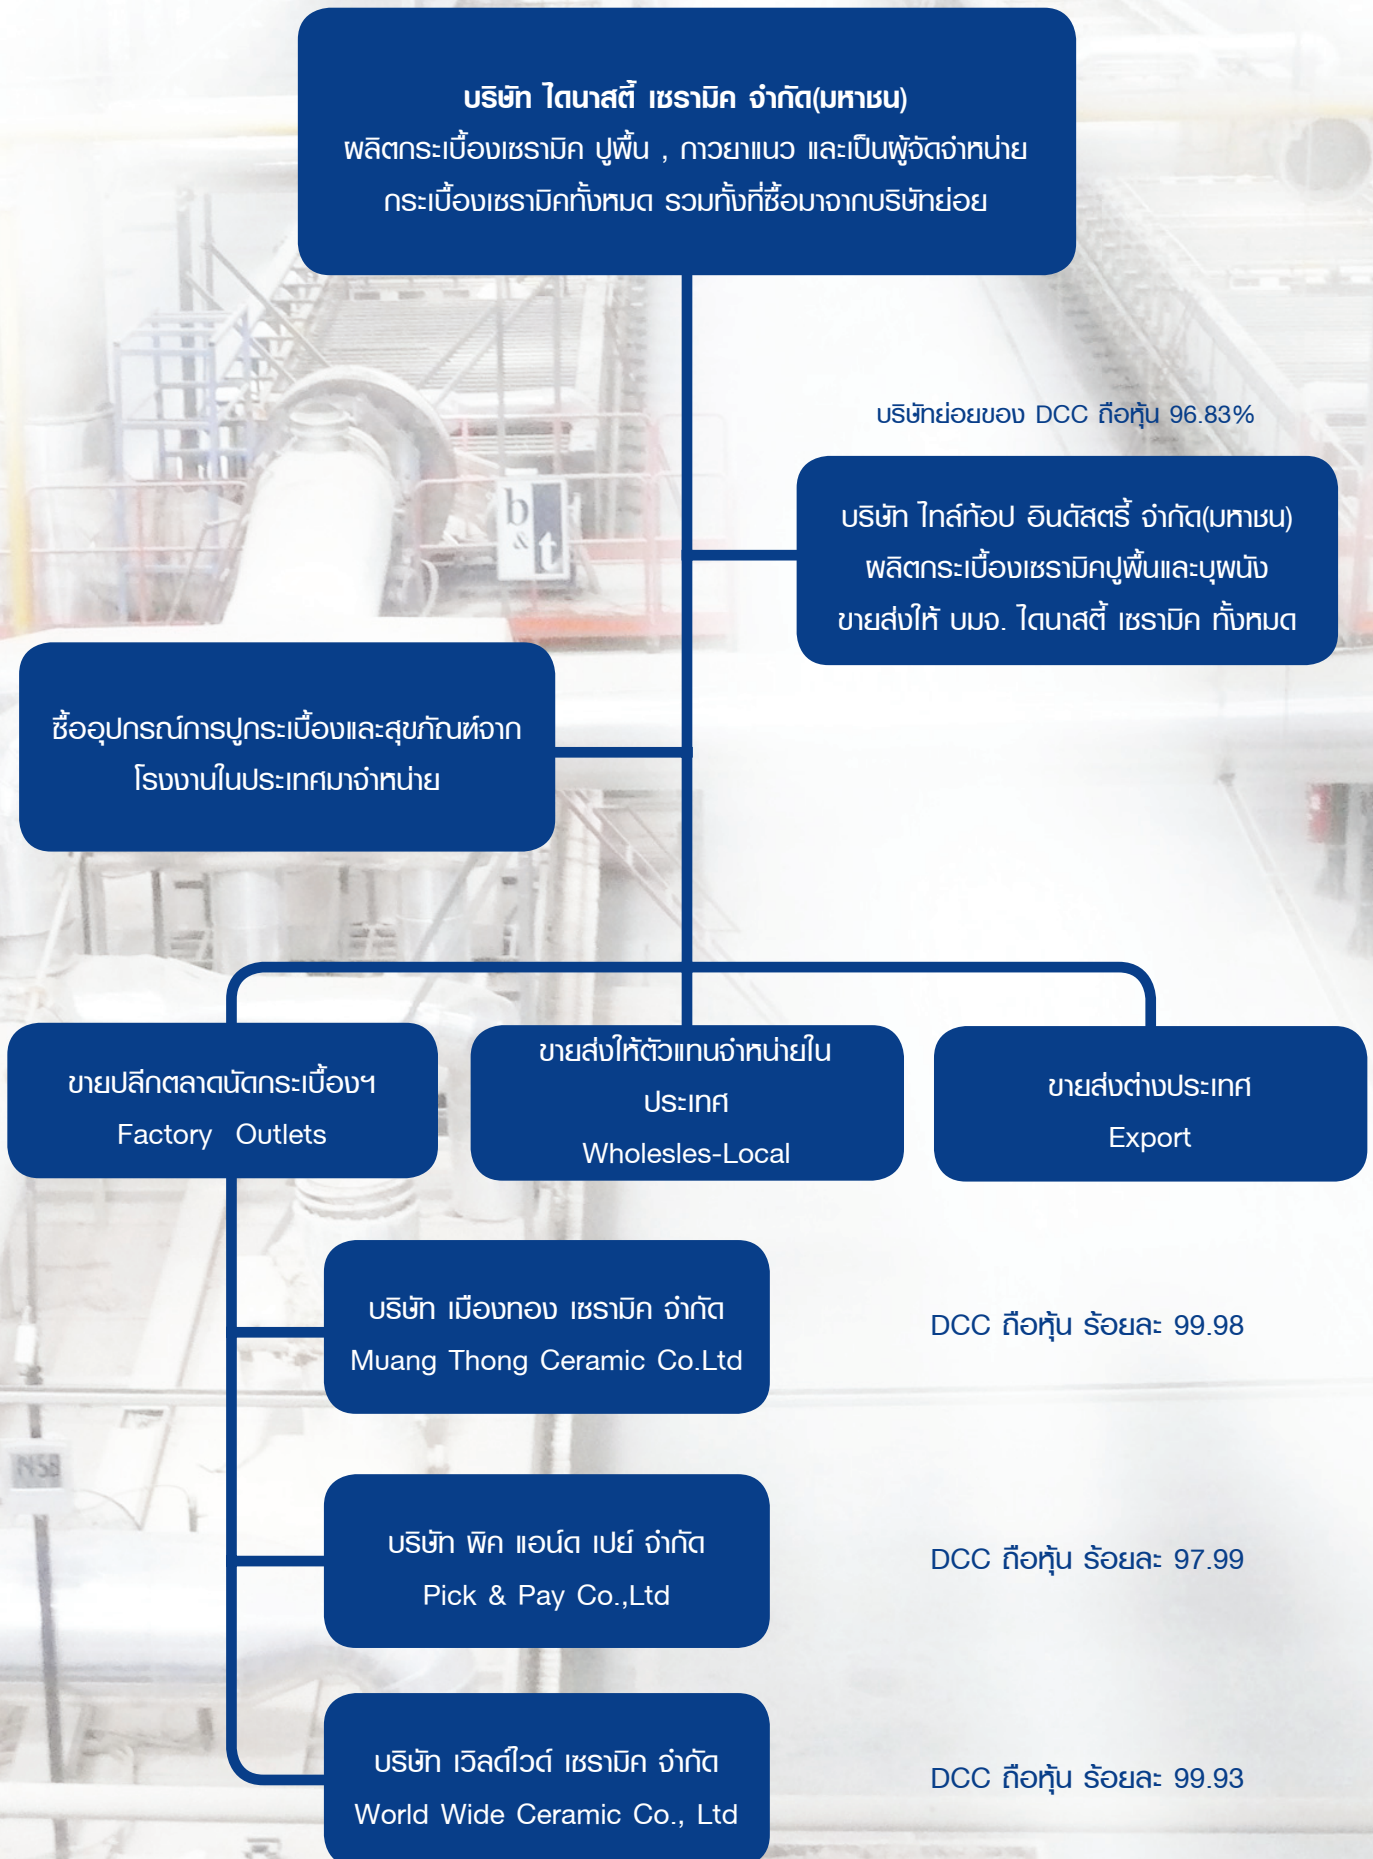 บริษัท ไดนาสตี้ เซรามิค จำกัด(มหาชน)
ผลิตกระเบื้องเซรามิค ปูพื้น , กาวยาแนว และเป็นผู้จัดจำหน่าย
กระเบื้องเซรามิคทั้งหมด รวมทั้งที่ซื้อมาจากบริษัทย่อย
บริษัทย่อยของ DCC ถือหุ้น 96.83%
บริษัท ไทล์ท้อป อินดัสตรี้ จำกัด(มหาชน)
ผลิตกระเบื้องเซรามิคปูพื้นและบุผนัง
ขายส่งให้ บมจ. ไดนาสตี้ เซรามิค ทั้งหมด
b
&
t
ซื้ออุปกรณ์การปูกระเบื้องและสุขภัณฑ์จาก
โรงงานในประเทศมาจำหน่าย
ขายปลีกตลาดนัดกระเบื้องฯ
Factory Outlets
ขายส่งให้ตัวแทนจำหน่ายใน
ประเทศ
Wholesles-Local
ขายส่งต่างประเทศ
Export
บริษัท เมืองทอง เซรามิค จำกัด
Muang Thong Ceramic Co.Ltd
DCC ถือหุ้น ร้อยละ 99.98
14:58
บริษัท พิค แอน์ด เปย์ จำกัด
Pick & Pay Co.,Ltd
DCC ถือหุ้น ร้อยละ 97.99
บริษัท เวิลด์ไวด์ เซรามิค จำกัด
World Wide Ceramic Co., Ltd
DCC ถือหุ้น ร้อยละ 99.93